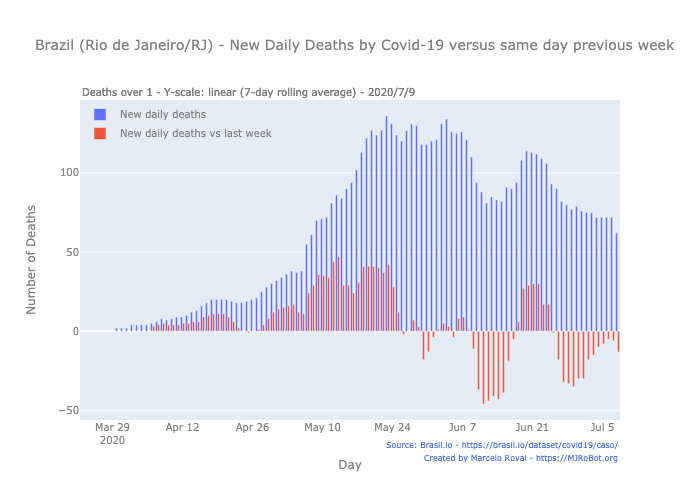 Brazil (Rio de Janeiro/RJ) - New Daily Deaths by Covid-19 versus same day previous week
Deaths over 1 - Y-scale: linear (7-day rolling average) - 2020/7/9
New daily deaths
New daily deaths vs last week
Number of Deaths
100
50
0
−50
Mar 29 Apr 12 Apr 26 May 10 May 24 Jun 7 Jun 21 Jul 5
2020
Day
Source: Brasil.io - https://brasil.io/dataset/covid19/caso/
Created by Marcelo Rovai - https://MJRoBot.org